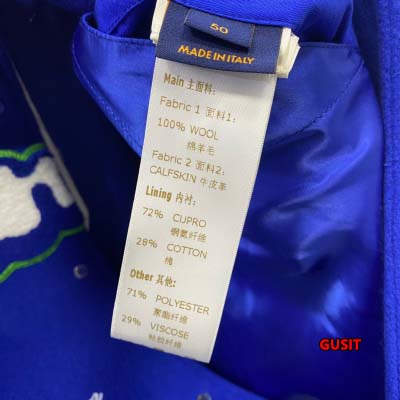 50
MADE IN ITALY
Main 主面料:
Fabric 1 面料1:
100% WOOL
绵羊毛
Fabric 2 面料2:
CALFSKIN 牛皮革
Lining 内衬:
72% CUPRO
铜氨纤维
28% COTTON
棉
Other 其他:
71% POLYESTER
聚酯纤维
29% VISCOSE
粘胶纤维
GUSIT